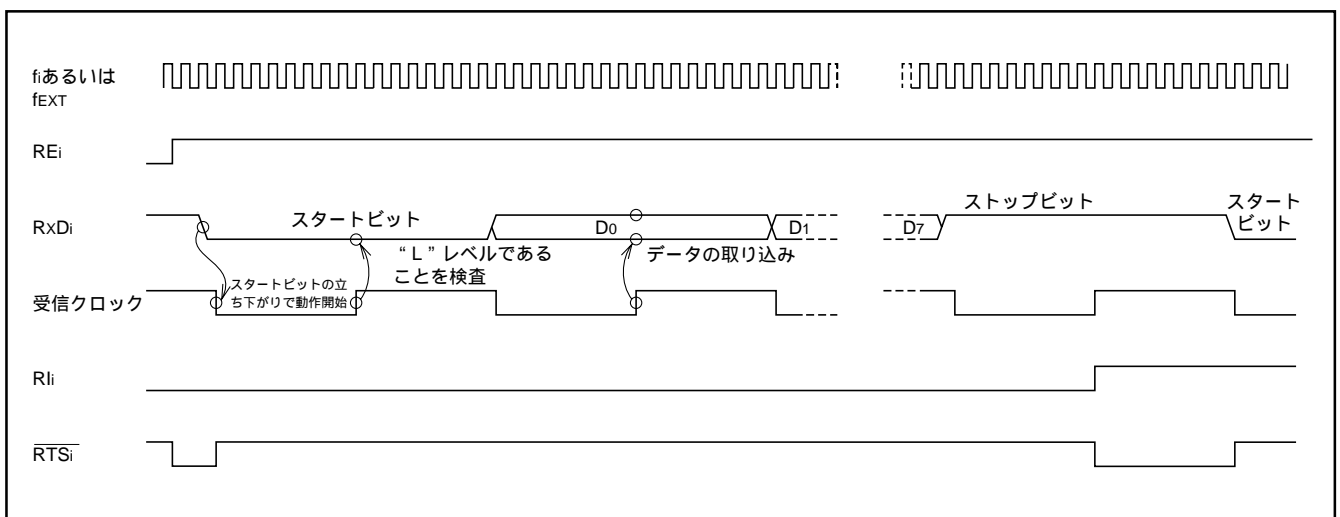 fiあるいは
fEXT
REi
RxDi
スタートビット
D0
D1
D7
ストップビット
スタート
ビット
“L”レベルである
ことを検査
データの取り込み
スタートビットの立
ち下がりで動作開始
受信クロック
RIi
RTSi